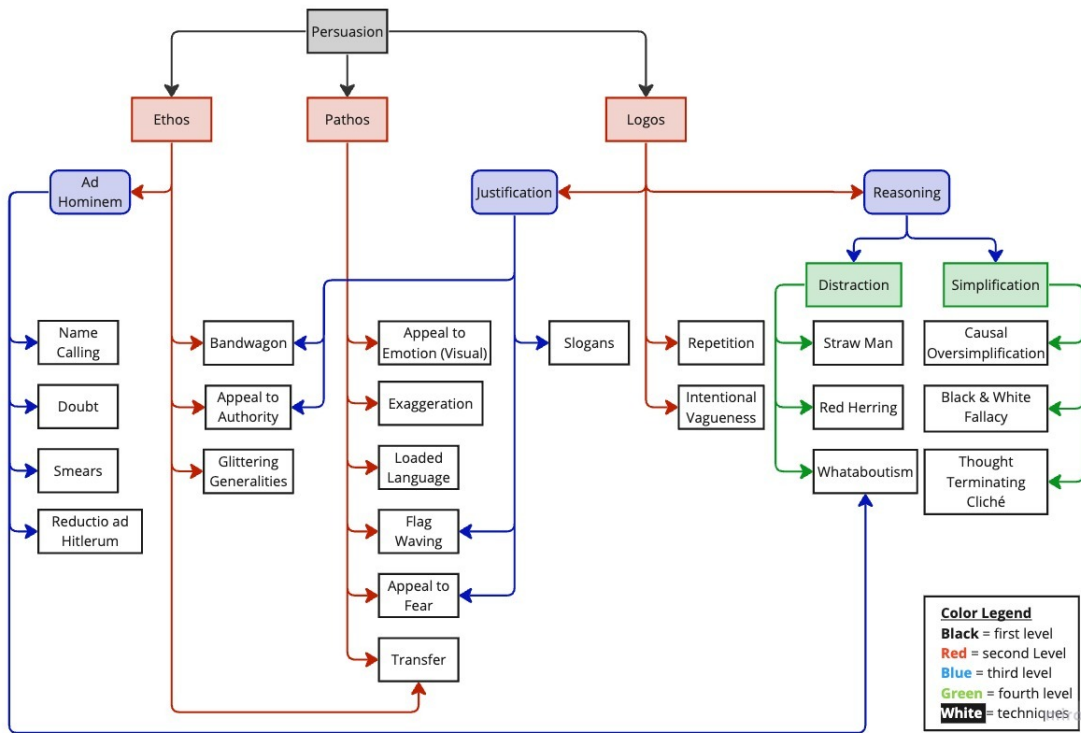 Persuasion
Ethos
Pathos
Logos
Ad
Hominem
Justification
Reasoning
Distraction
Simplification
Name
Calling
Bandwagon
Appeal to
Emotion (Visual)
Slogans
Repetition
Straw Man
Causal
Oversimplification
Doubt
Appeal to
Authority
Exaggeration
Intentional
Vagueness
Red Herring
Black & White
Fallacy
Smears
Glittering
Generalities
Loaded
Language
Whataboutism
Thought
Terminating
Cliché
Reductio ad
Hitlerum
Flag
Waving
Appeal to
Fear
Transfer
Color Legend
Black = first level
Red = second Level
Blue = third level
Green = fourth level
White = techniques